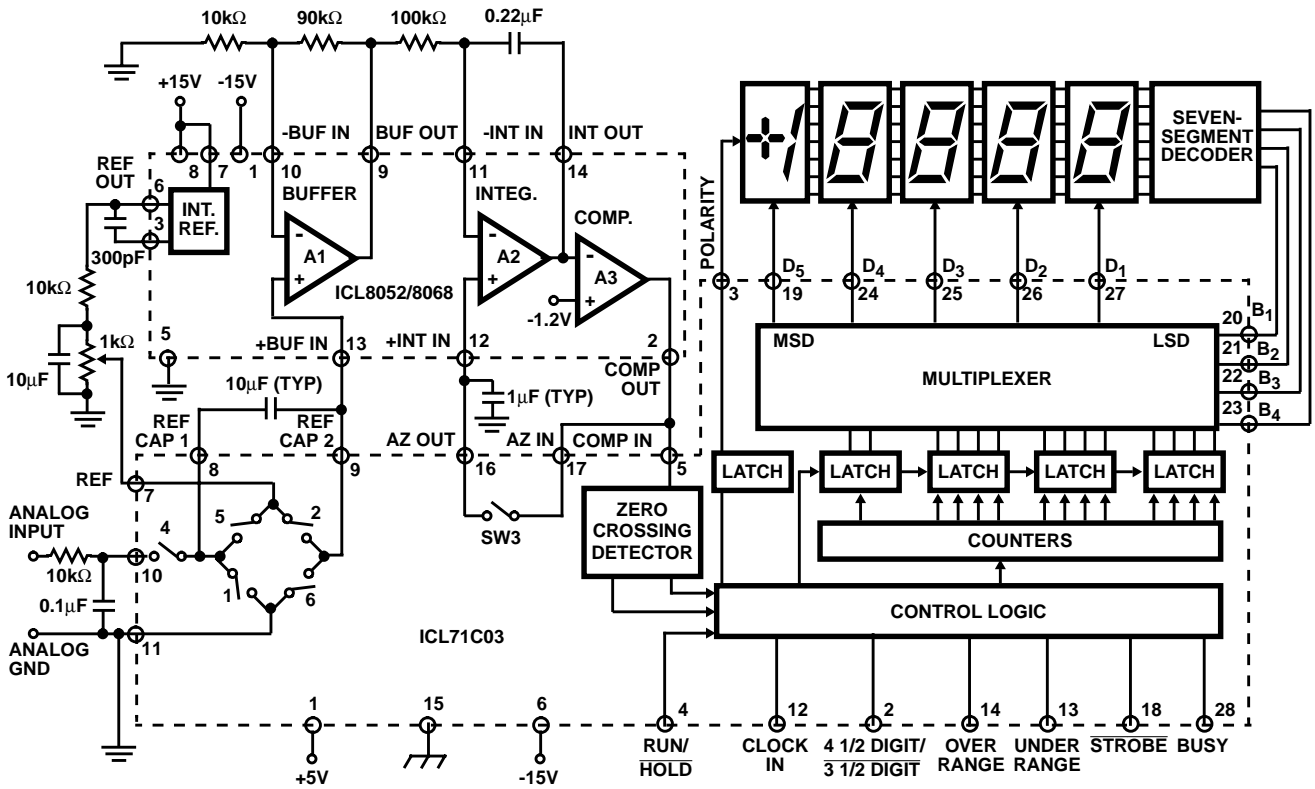 10kΩ 90kΩ 100kΩ 0.22µF
+15V -15V
-BUF IN BUF OUT -INT IN INT OUT
8 7 1 10 9 11 14
REF
OUT
6
3
INT.
REF.
300pF
BUFFER
INTEG.
COMP.
- A1 +
- A2 +
- A3 +
ICL8052/8068
-1.2V
10kΩ
1kΩ
10µF
5
+BUF IN 13
+INT IN 12
2
COMP
OUT
10µF (TYP)
1µF (TYP)
REF
CAP 1
REF
CAP 2
AZ OUT AZ IN COMP IN
8 9 16 17 5
REF
7
ANALOG
INPUT
4 5 2
10kΩ
10
1 6
0.1µF
11
ANALOG
GND
SW3
ZERO
CROSSING
DETECTOR
ICL71C03
SEVEN-
SEGMENT
DECODER
POLARITY
D5 D4 D3 D2 D1
3 19 24 25 26 27
MSD LSD
MULTIPLEXER
20 B1
21 B2
22 B3
23 B4
LATCH LATCH LATCH LATCH LATCH
COUNTERS
CONTROL LOGIC
1 15 6 4 12 2 14 13 18 28
+5V
-15V
RUN/
HOLD
CLOCK
IN
4 1/2 DIGIT/
3 1/2 DIGIT
OVER
RANGE
UNDER
RANGE
STROBE
BUSY
+1 8 8 8 8